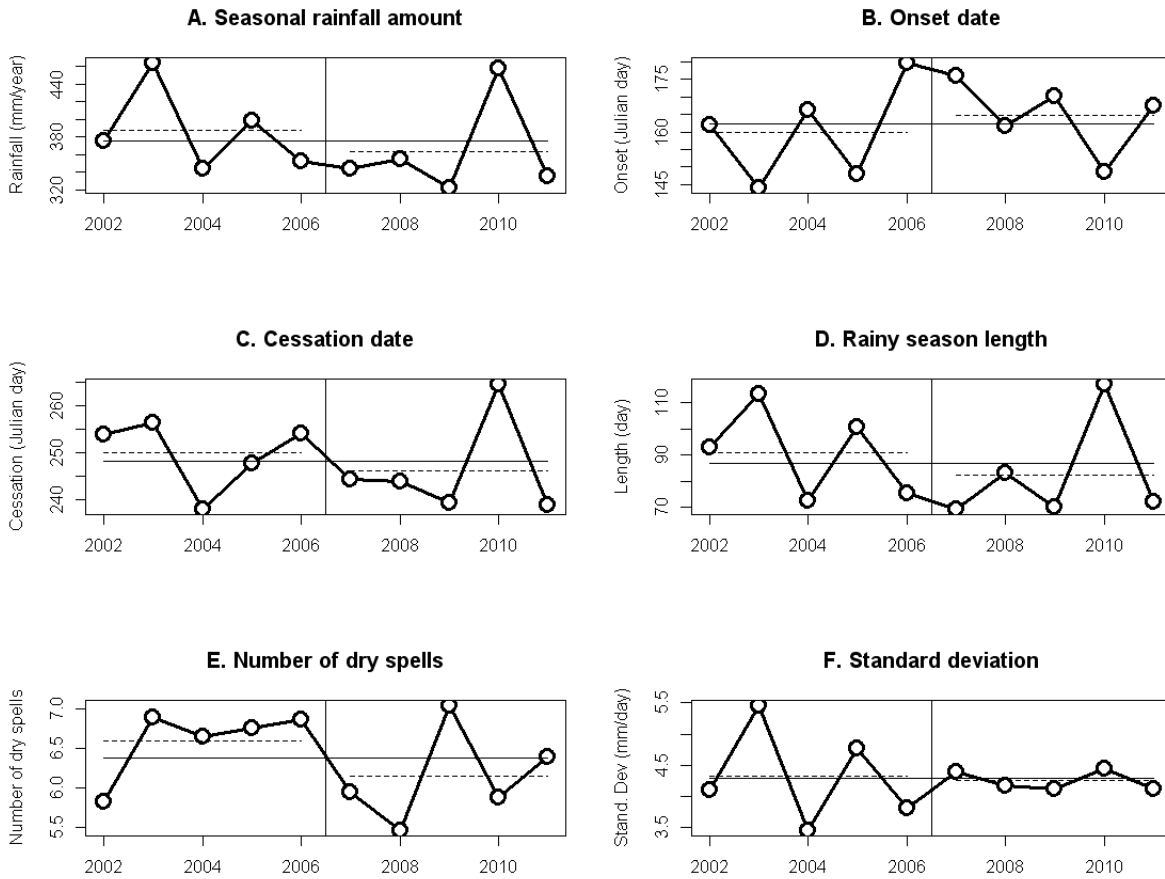 A. Seasonal rainfall amount
Rainfall (mm/year)
320 380 440
2002 2004 2006 2008 2010
B. Onset date
Onset (Julian day)
145 160 175
2002 2004 2006 2008 2010
C. Cessation date
Cessation (Julian day)
240 250 260
2002 2004 2006 2008 2010
D. Rainy season length
Length (day)
70 90 110
2002 2004 2006 2008 2010
E. Number of dry spells
Number of dry spells
5.5 6.0 6.5 7.0
2002 2004 2006 2008 2010
F. Standard deviation
Stand. Dev (mm/day)
3.5 4.5 5.5
2002 2004 2006 2008 2010